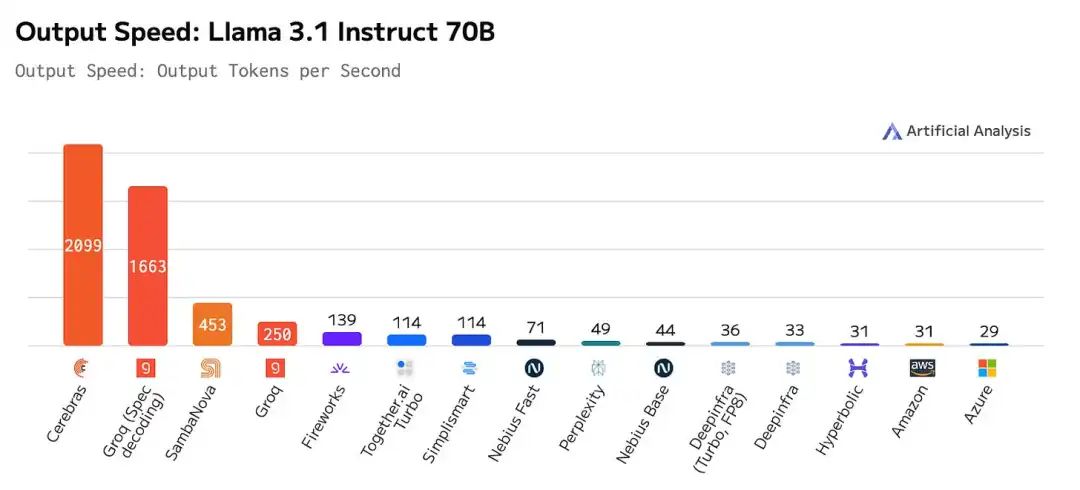 Output Speed: Llama 3.1 Instruct 70B
Output Speed: Output Tokens per Second
Artificial Analysis
2099
1663
453
250
139
114
114
71
49
44
36
33
31
31
29
9
9
aws
Cerebras
Groq (Spec
decoding)
SambaNova
Groq
Fireworks
Together.ai
Turbo
Simplismart
Nebius Fast
Perplexity
Nebius Base
Deepinfra
(Turbo, FP8)
Deepinfra
Hyperbolic
Amazon
Azure